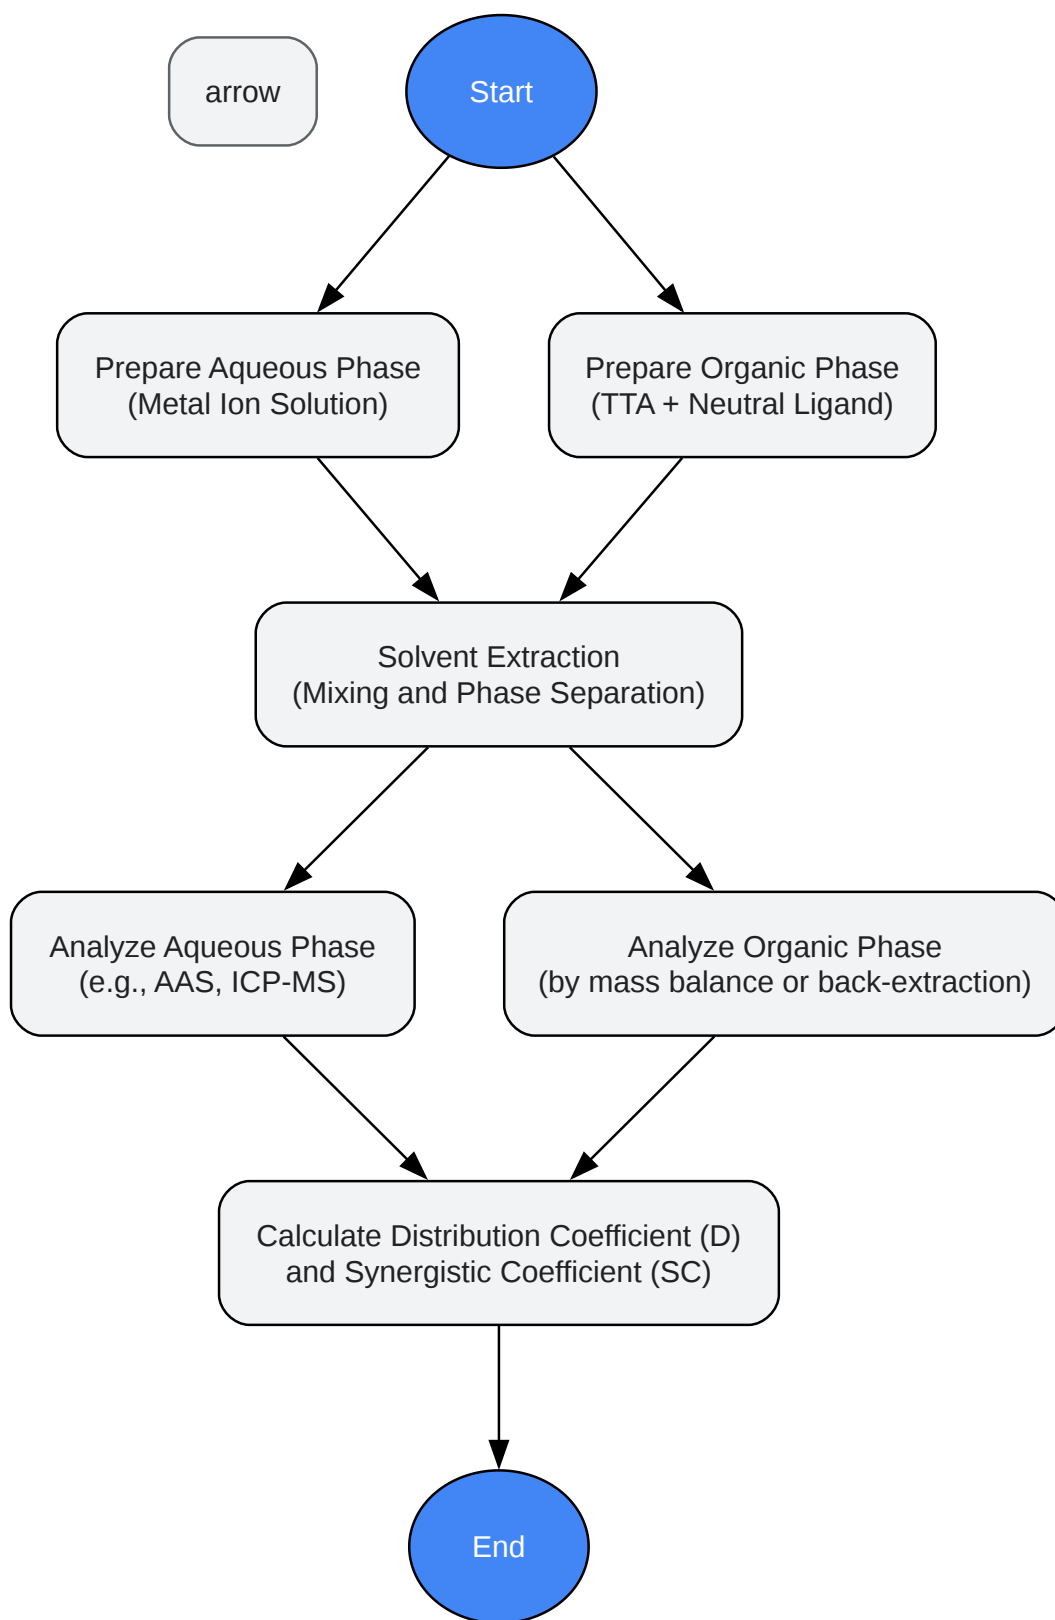 arrow
Start
Prepare Aqueous Phase
(Metal Ion Solution)
Prepare Organic Phase
(TTA + Neutral Ligand)
Solvent Extraction
(Mixing and Phase Separation)
Analyze Aqueous Phase
(e.g., AAS, ICP-MS)
Analyze Organic Phase
(by mass balance or back-extraction)
Calculate Distribution Coefficient (D)
and Synergistic Coefficient (SC)
End